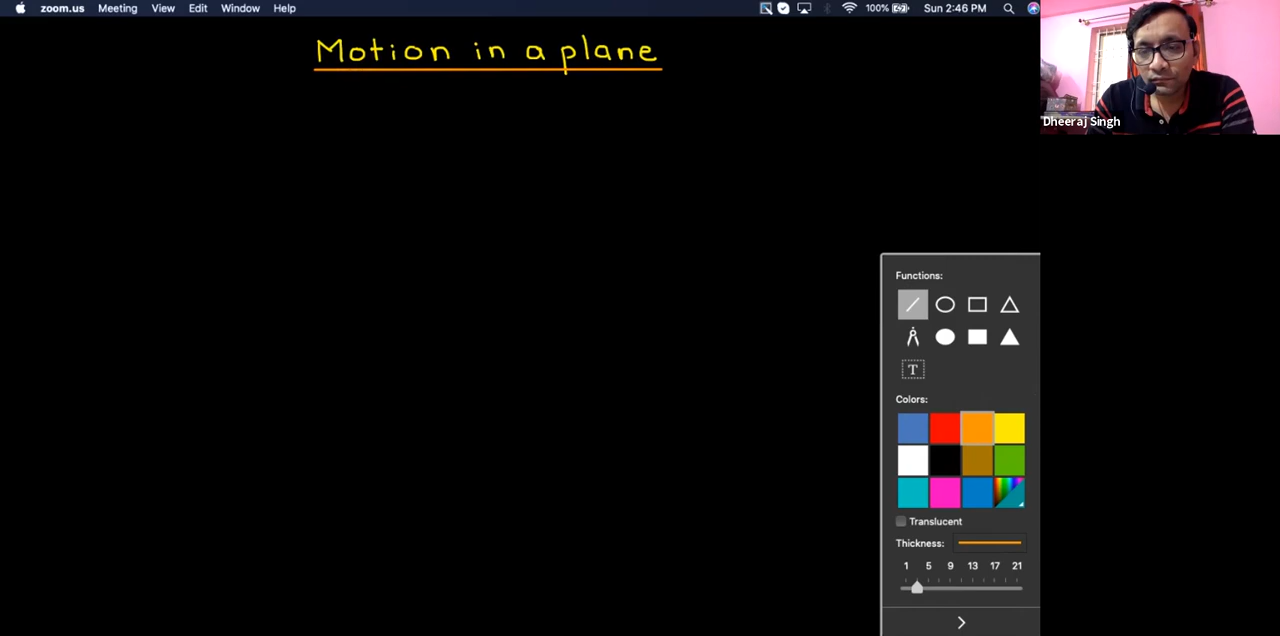 zoom.us Meeting View Edit Window Help 100% Sun 2:46 PM
Motion in a plane
Dheeraj Singh
Functions:
T
Colors:
Translucent
Thickness:
1 5 9 13 17 21